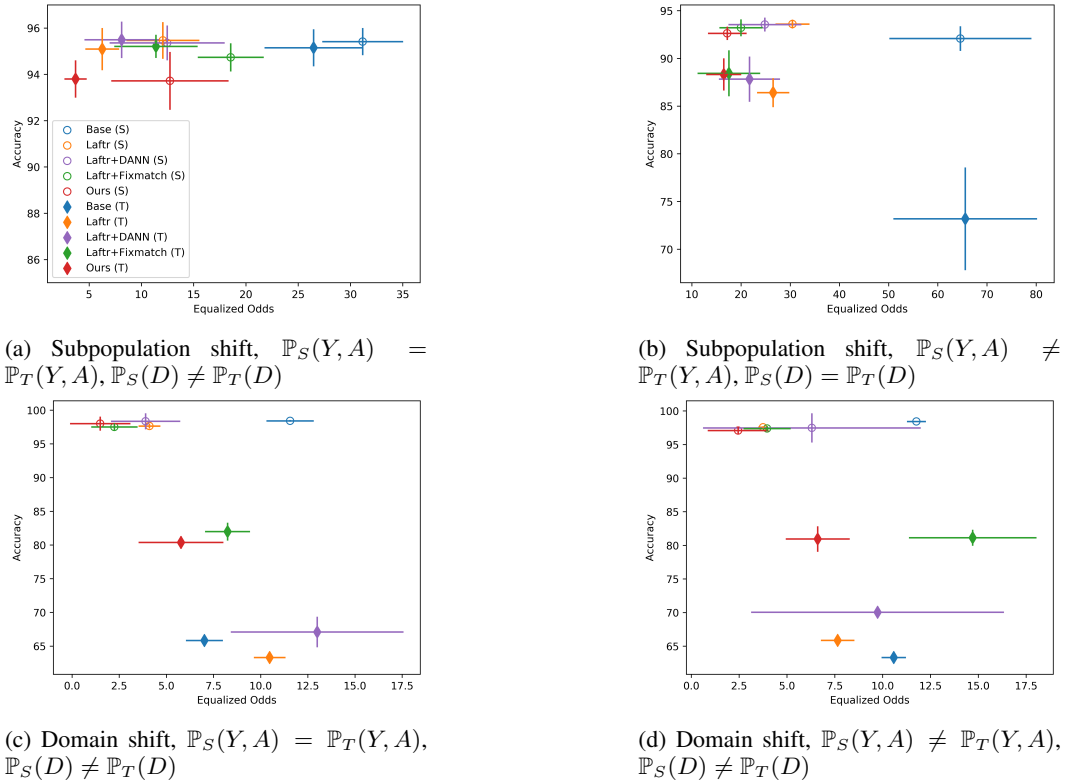 96
94
92
90
88
86
Accuracy
Base (S)
Laftr (S)
Laftr+DANN (S)
Laftr+Fixmatch (S)
Ours (S)
Base (T)
Laftr (T)
Laftr+DANN (T)
Laftr+Fixmatch (T)
Ours (T)
5 10 15 20 25 30 35
Equalized Odds
95
90
85
80
75
70
Accuracy
10 20 30 40 50 60 70 80
Equalized Odds
(a) Subpopulation shift, ℙ_S(Y, A) =
ℙ_T(Y, A), ℙ_S(D) ≠ ℙ_T(D)
(b) Subpopulation shift, ℙ_S(Y, A) ≠
ℙ_T(Y, A), ℙ_S(D) = ℙ_T(D)
100
95
90
85
80
75
70
65
Accuracy
0.0 2.5 5.0 7.5 10.0 12.5 15.0 17.5
Equalized Odds
100
95
90
85
80
75
70
65
Accuracy
2.5 5.0 7.5 10.0 12.5 15.0 17.5
Equalized Odds
(c) Domain shift, ℙ_S(Y, A) = ℙ_T(Y, A),
ℙ_S(D) ≠ ℙ_T(D)
(d) Domain shift, ℙ_S(Y, A) ≠ ℙ_T(Y, A),
ℙ_S(D) ≠ ℙ_T(D)